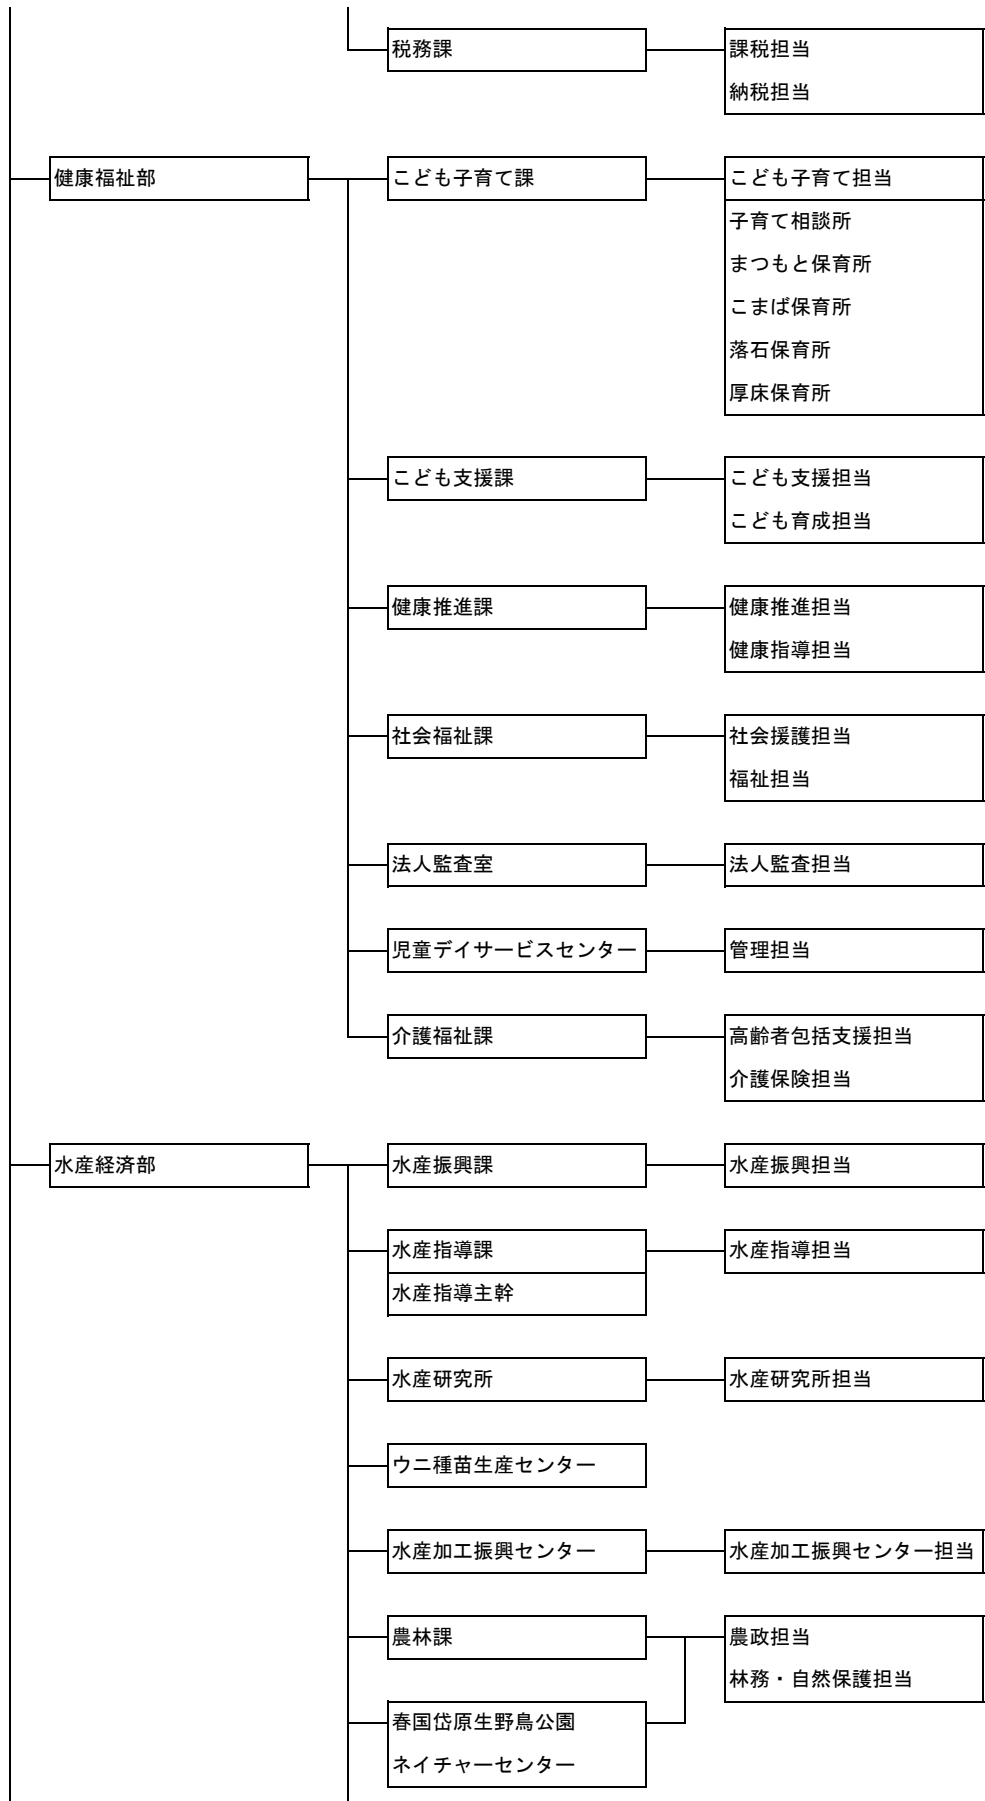 税務課
課税担当
納税担当
健康福祉部
こども子育て課
こども子育て担当
子育て相談所
まつもと保育所
こまば保育所
落石保育所
厚床保育所
こども支援課
こども支援担当
こども育成担当
健康推進課
健康推進担当
健康指導担当
社会福祉課
社会援護担当
福祉担当
法人監査室
法人監査担当
児童デイサービスセンター
管理担当
介護福祉課
高齢者包括支援担当
介護保険担当
水産経済部
水産振興課
水産振興担当
水産指導課
水産指導担当
水産指導主幹
水産研究所
水産研究所担当
ウニ種苗生産センター
水産加工振興センター
水産加工振興センター担当
農林課
農政担当
林務・自然保護担当
春国岱原生野鳥公園
ネイチャーセンター